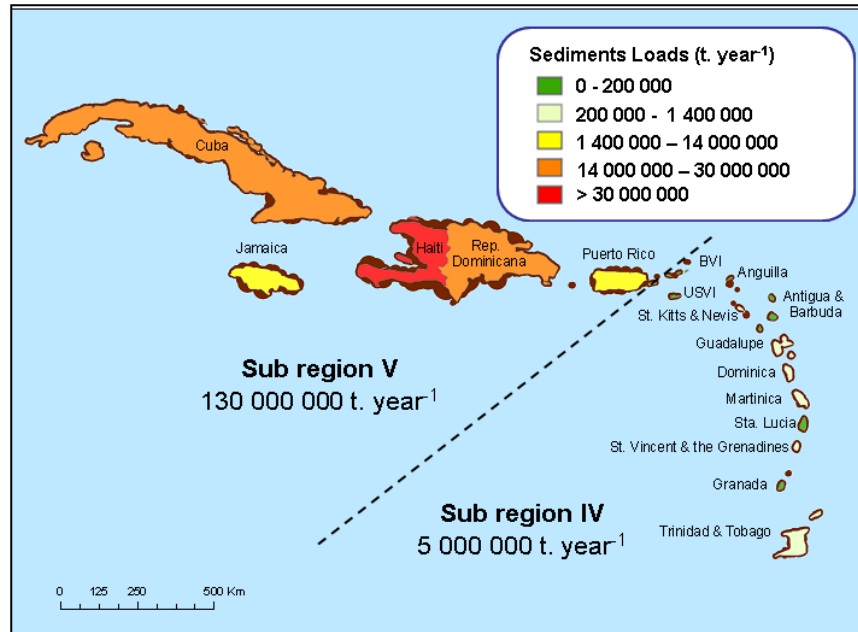 Sediments Loads (t. year-1)
0 - 200 000
200 000 - 1 400 000
1 400 000 – 14 000 000
14 000 000 – 30 000 000
> 30 000 000
Cuba
Jamaica
Haiti
Rep.
Dominicana
Puerto Rico
BVI
USVI
Anguilla
St. Kitts & Nevis
Antigua &
Barbuda
Guadalupe
Dominica
Martinica
Sta. Lucia
St. Vincent & the Grenadines
Granada
Trinidad & Tobago
Sub region V
130 000 000 t. year-1
Sub region IV
5 000 000 t. year-1
0 125 250 500 Km